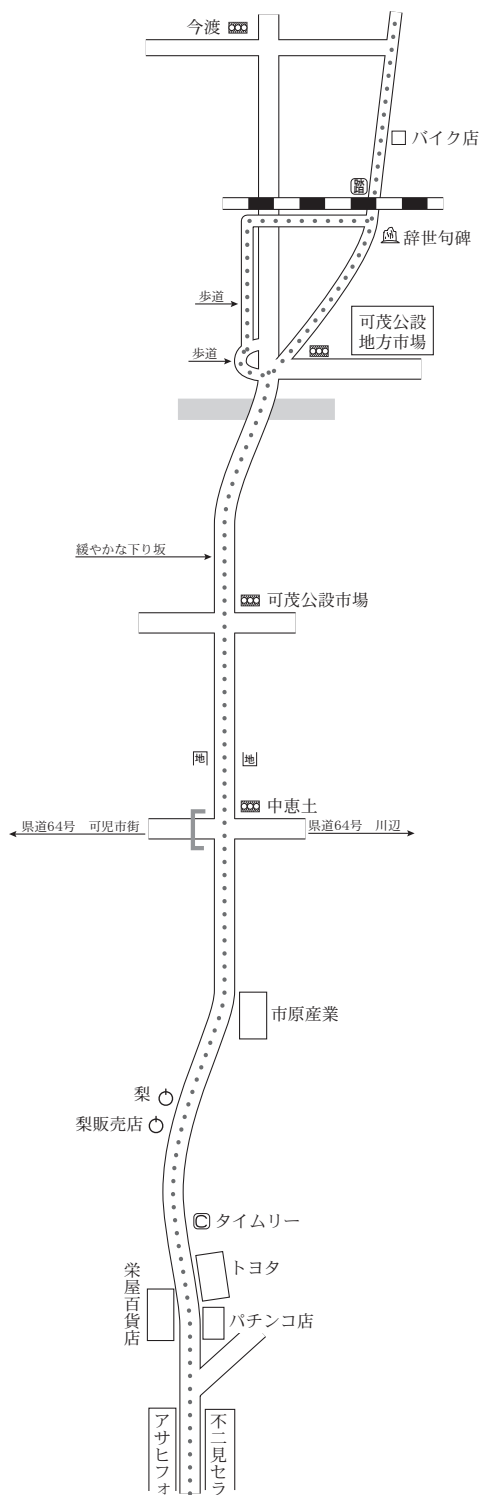 今渡
バイク店
踏
辞世句碑
歩道
可茂公設
地方市場
歩道
緩やかな下り坂
可茂公設市場
地
地
中恵土
県道64号　可児市街
県道64号　川辺
市原産業
梨
梨販売店
C タイムリー
トヨタ
栄屋百貨店
パチンコ店
アサヒフォ
不二見セラ